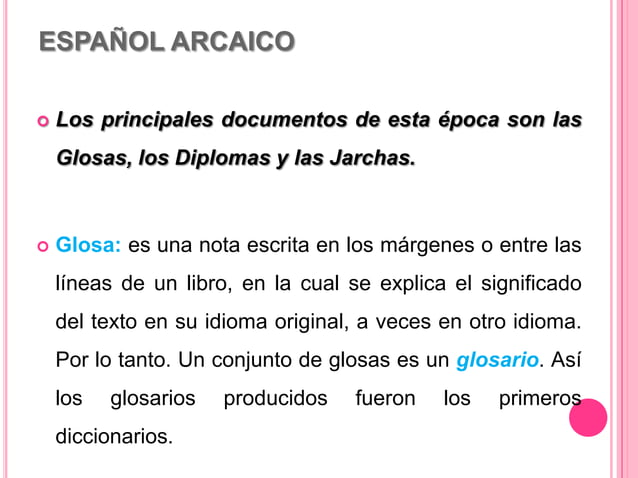 ESPAÑOL ARCAICO
Los principales documentos de esta época son las
Glosas, los Diplomas y las Jarchas.
Glosa: es una nota escrita en los márgenes o entre las
líneas de un libro, en la cual se explica el significado
del texto en su idioma original, a veces en otro idioma.
Por lo tanto. Un conjunto de glosas es un glosario. Así
los glosarios producidos fueron los primeros
diccionarios.